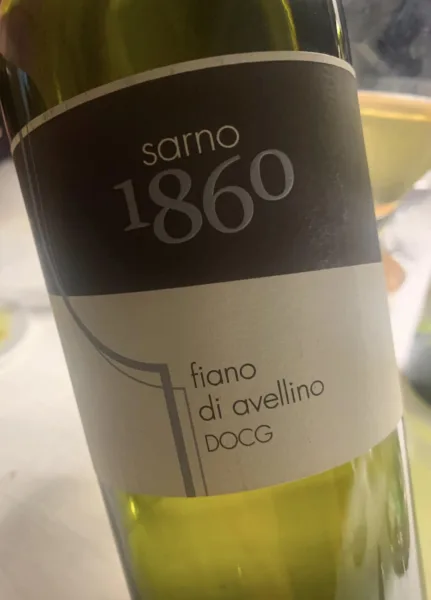 sarno
1860
fiano
di avellino
DOCG